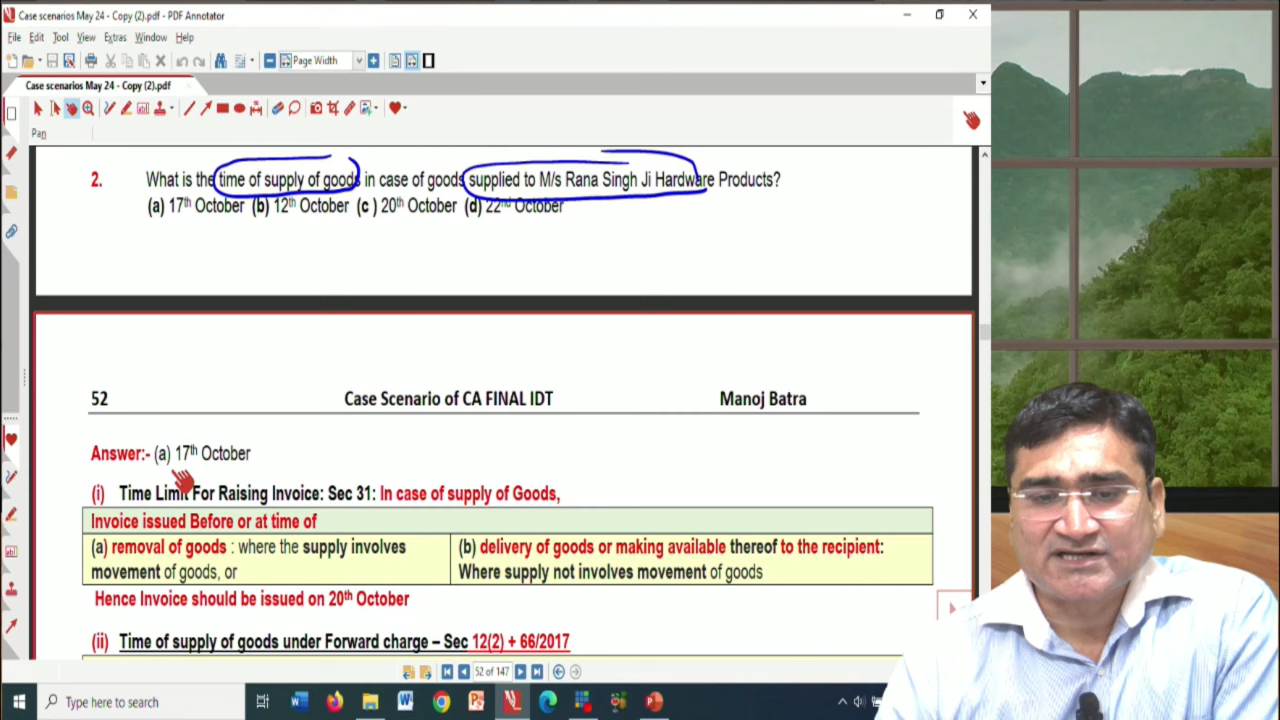 Case scenarios May 24 - Copy (2).pdf - PDF Annotator
File Edit Tool View Extras Window Help
Page Width
Case scenarios May 24 - Copy (2).pdf
Pan
2. What is the time of supply of goods in case of goods supplied to M/s Rana Singh Ji Hardware Products?
(a) 17th October (b) 12th October (c ) 20th October (d) 22nd October
52 Case Scenario of CA FINAL IDT Manoj Batra
Answer:- (a) 17th October
(i) Time Limit For Raising Invoice: Sec 31: In case of supply of Goods,
Invoice issued Before or at time of
(a) removal of goods : where the supply involves movement of goods, or
(b) delivery of goods or making available thereof to the recipient: Where supply not involves movement of goods
Hence Invoice should be issued on 20th October
(ii) Time of supply of goods under Forward charge – Sec 12(2) + 66/2017
52 of 147
Type here to search